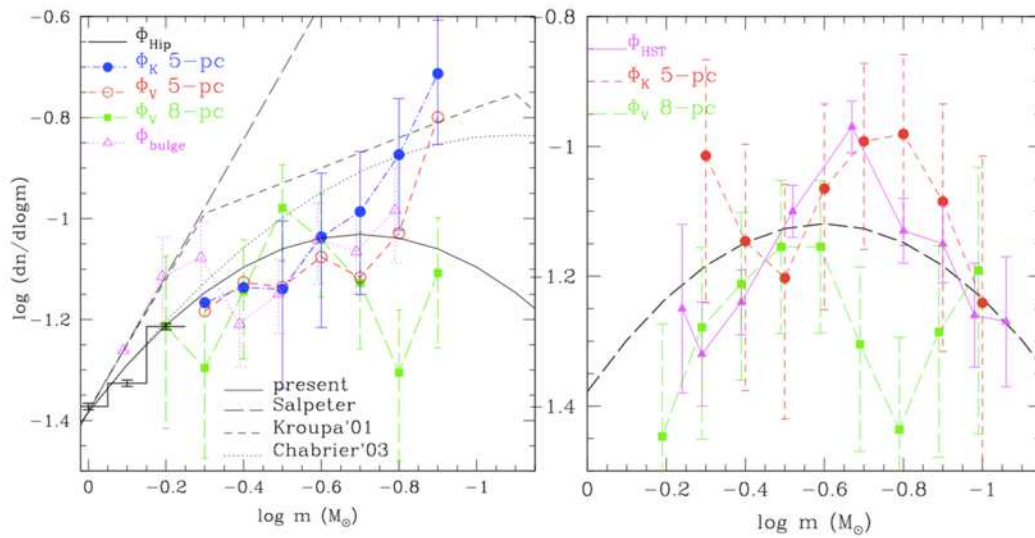 Φ_Hip
Φ_K 5-pc
Φ_V 5-pc
Φ_V 8-pc
Φ_bulge
present
Salpeter
Kroupa'01
Chabrier'03
log (dn/dlogm)
-0.6
-0.8
-1
-1.2
-1.4
0 -0.2 -0.4 -0.6 -0.8 -1
log m (M⊙)
Φ_HST
Φ_K 5-pc
Φ_V 8-pc
-0.8
-1
-1.2
-1.4
-0.2 -0.4 -0.6 -0.8 -1
log m (M⊙)